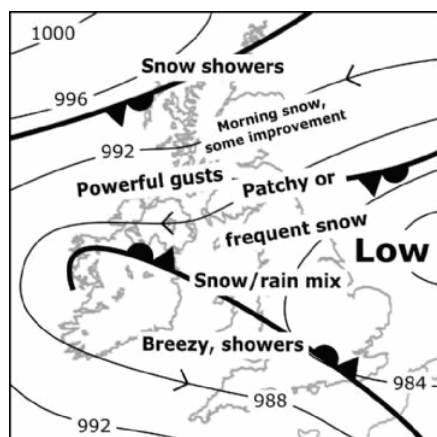 1000
Snow showers
996
Morning snow,
some improvement
992
Powerful gusts
Patchy or
frequent snow
Low
Snow/rain mix
Breezy, showers
984
988
992